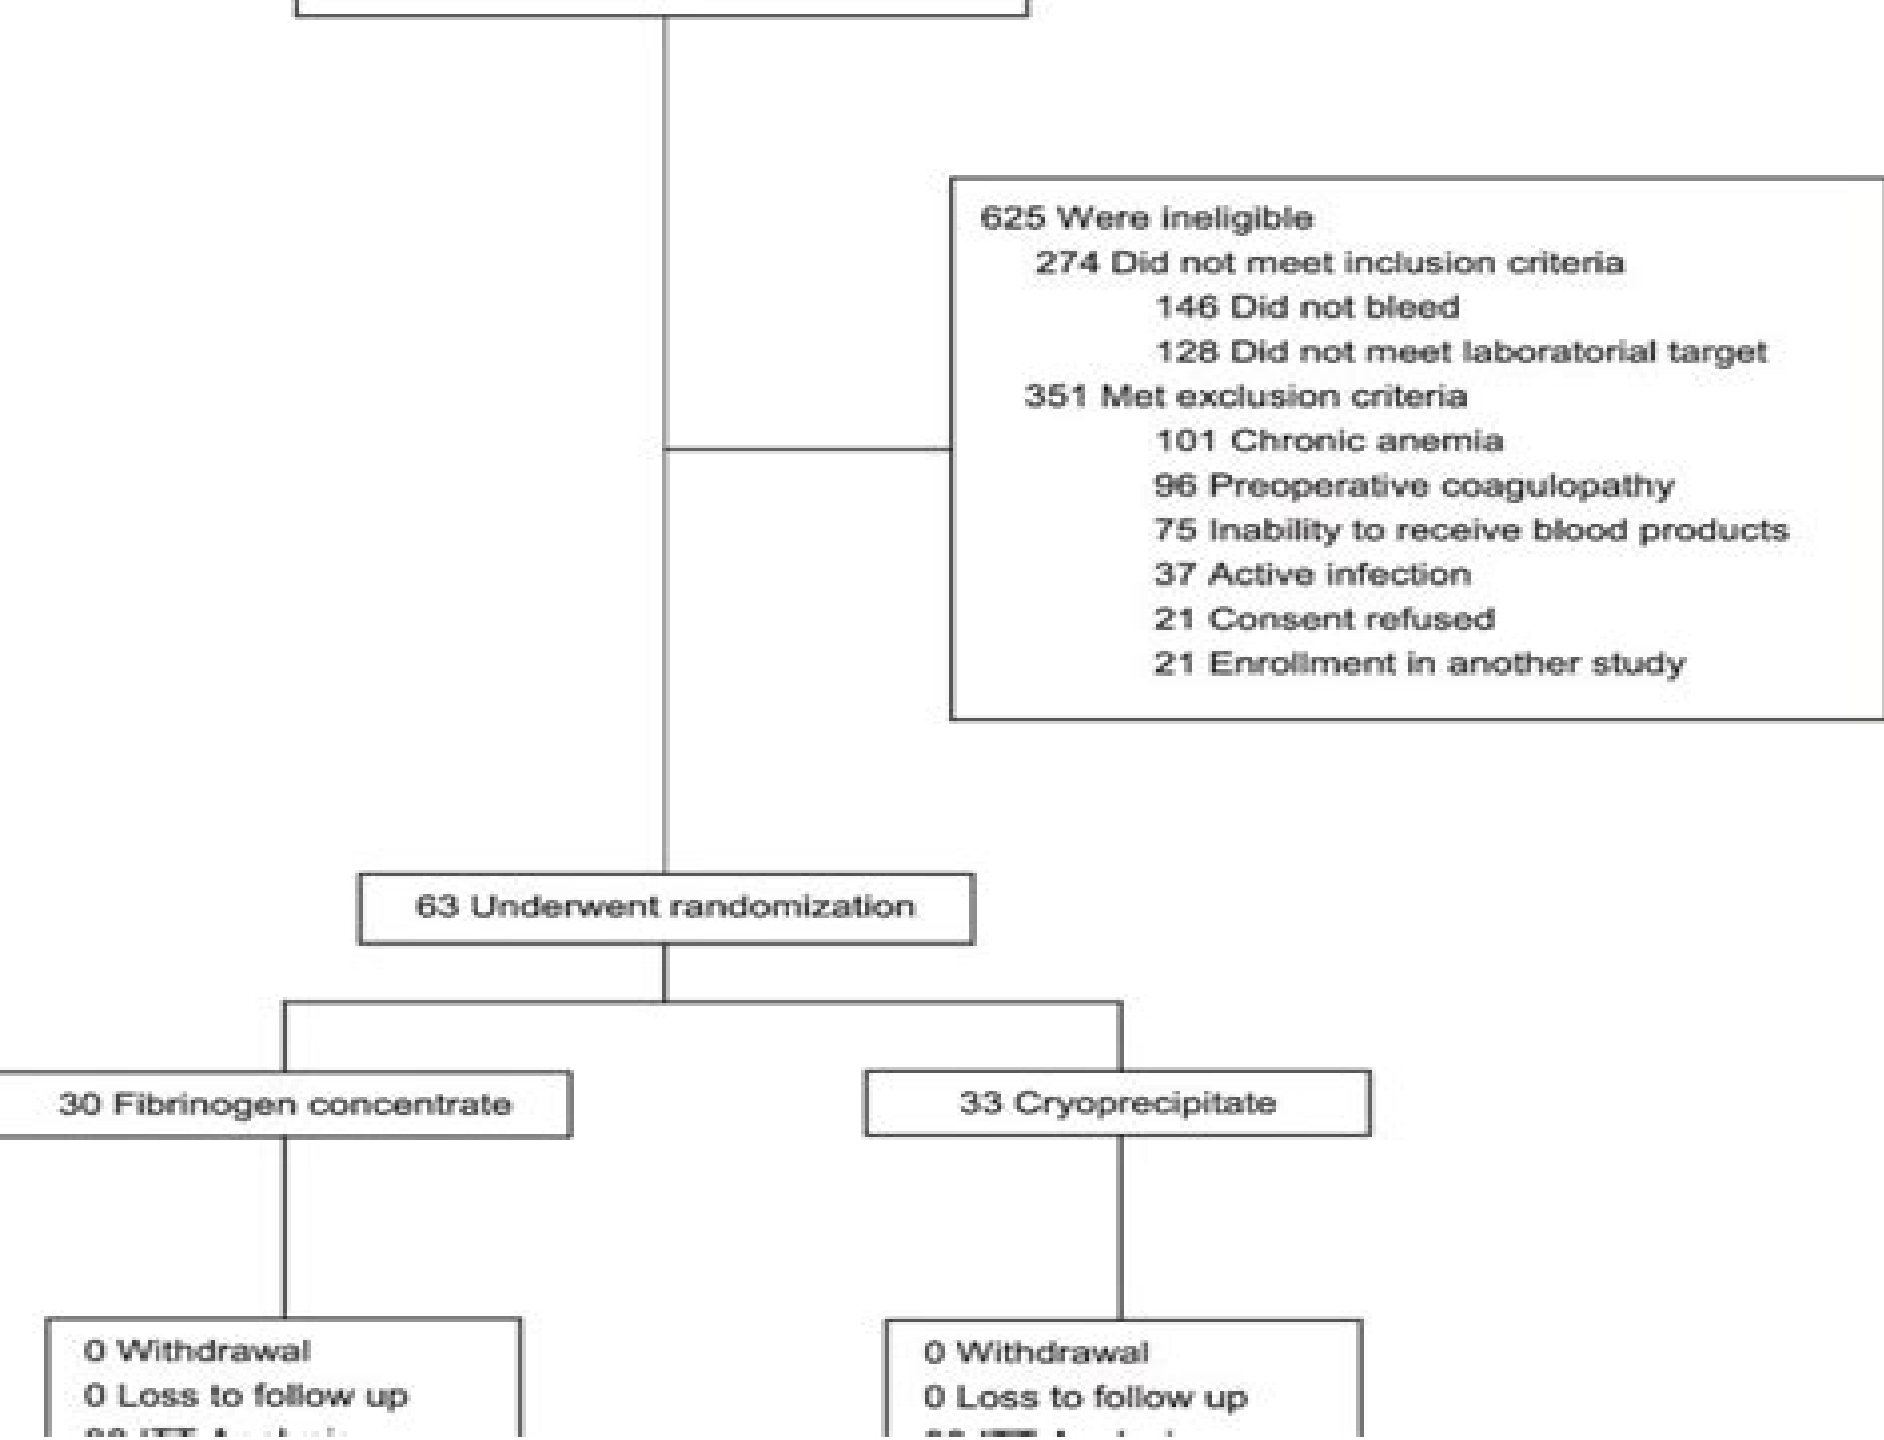 625 Were ineligible
274 Did not meet inclusion criteria
146 Did not bleed
128 Did not meet laboratorial target
351 Met exclusion criteria
101 Chronic anemia
96 Preoperative coagulopathy
75 Inability to receive blood products
37 Active infection
21 Consent refused
21 Enrollment in another study
63 Underwent randomization
30 Fibrinogen concentrate
33 Cryoprecipitate
0 Withdrawal
0 Loss to follow up
0 Withdrawal
0 Loss to follow up